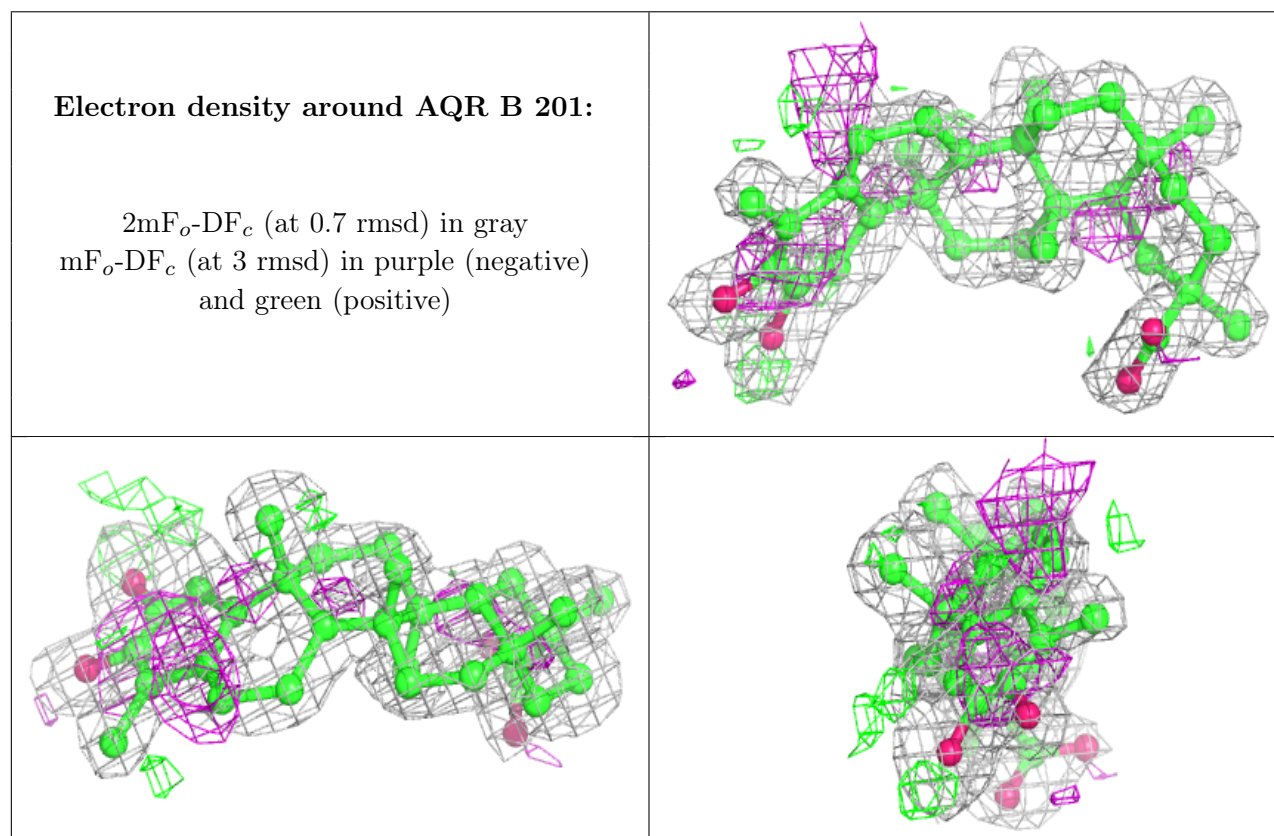 Electron density around AQR B 201:
2mFo-DFc (at 0.7 rmsd) in gray
mFo-DFc (at 3 rmsd) in purple (negative)
and green (positive)